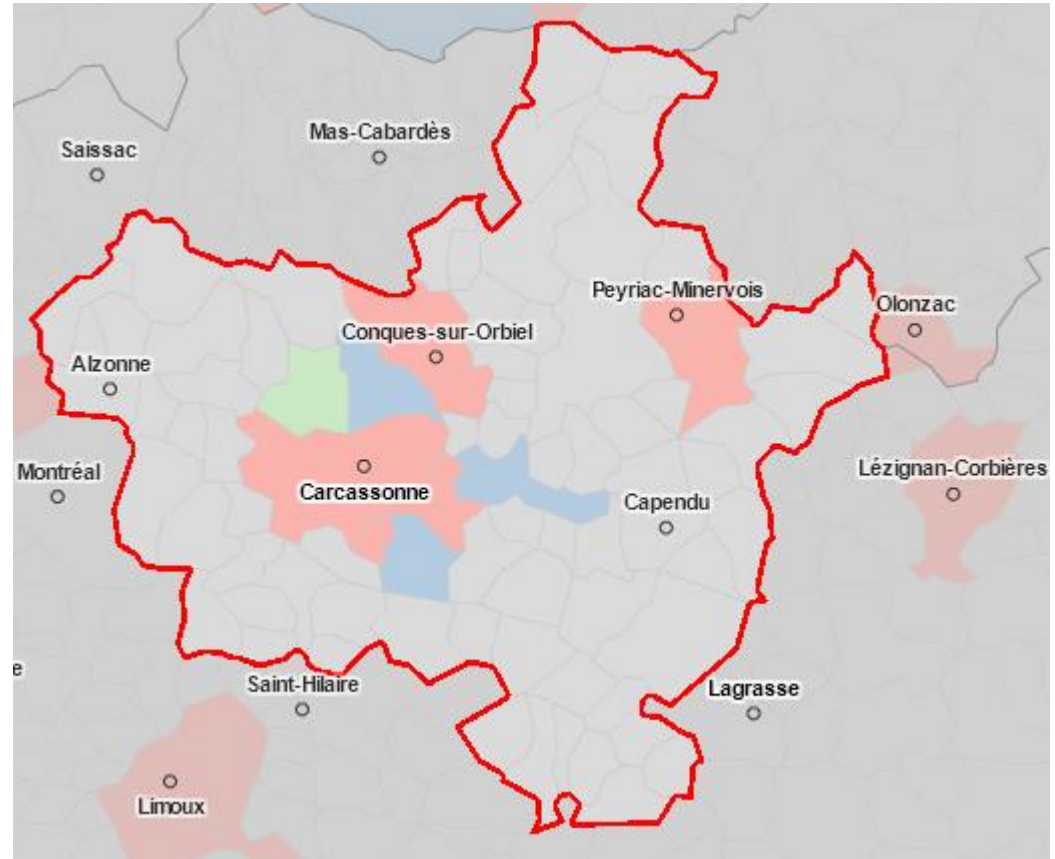 Mas-Cabardès
Saissac
Peyriac-Minervois
Olonzac
Conques-sur-Orbiel
Alzonne
Montréal
Carcassonne
Lézignan-Corbières
Capendu
e
Saint-Hilaire
Lagrasse
Limoux